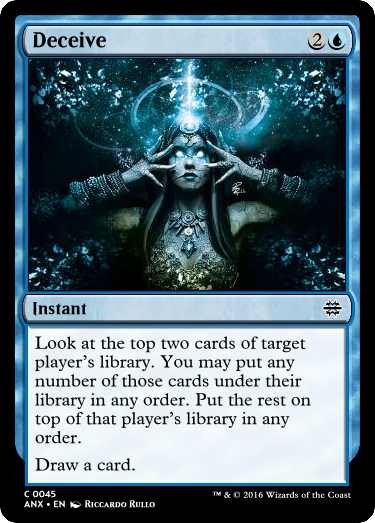 Deceive 2
Instant
Look at the top two cards of target
player's library. You may put any
number of those cards under their
library in any order. Put the rest on
top of that player's library in any
order.
Draw a card.
C 0045
ANX • EN Riccardo Rullo
™ & © 2016 Wizards of the Coast